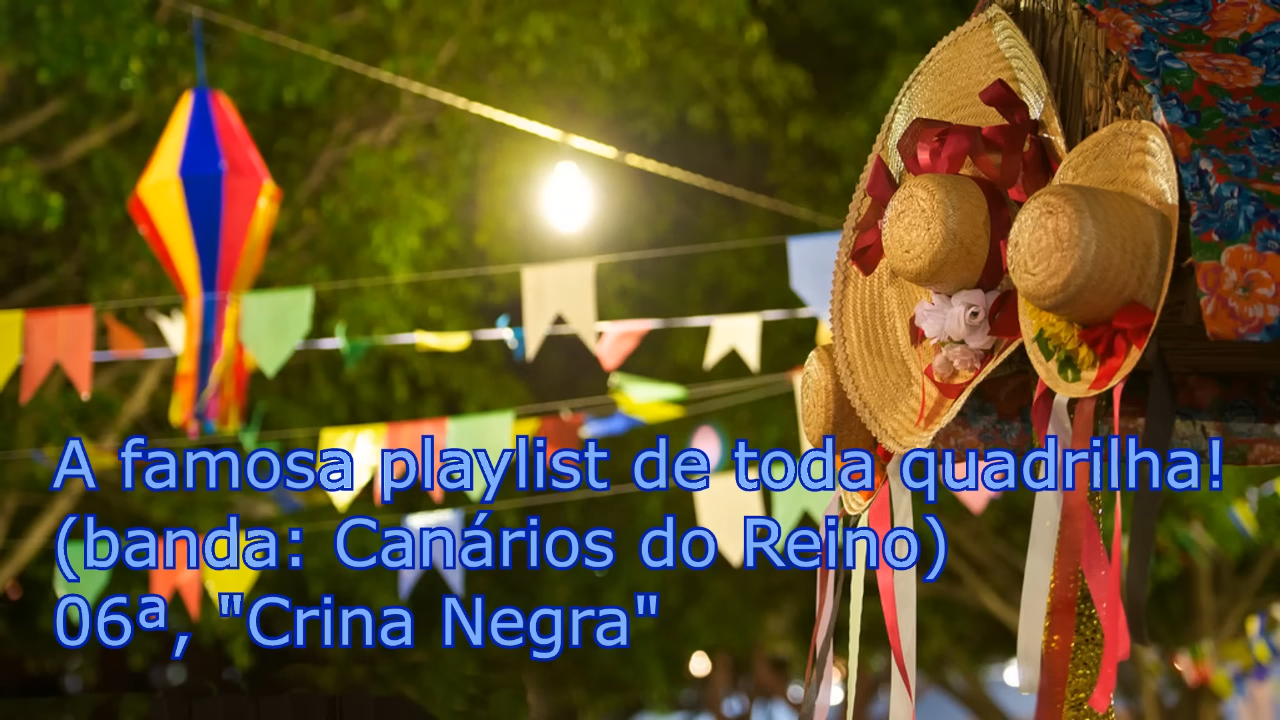 A famosa playlist de toda quadrilha!
(banda: Canários do Reino)
06ª, "Crina Negra"